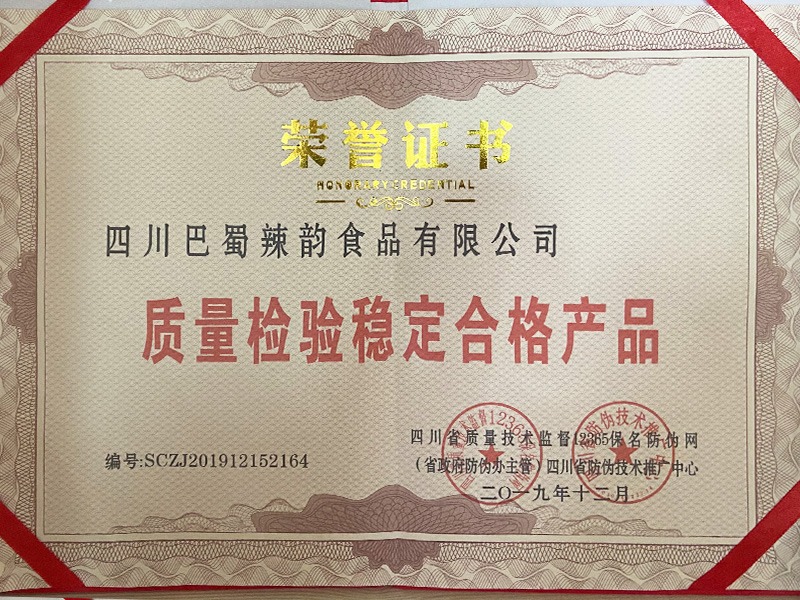 荣誉证书
HONORARY CREDENTIAL
四川巴蜀辣韵食品有限公司
质量检验稳定合格产品
四川省质量技术监督12365保名防伪网
编号:SCZJ201912152164
（省政府防伪办主管）四川省防伪技术推广中心
二〇一九年十二月